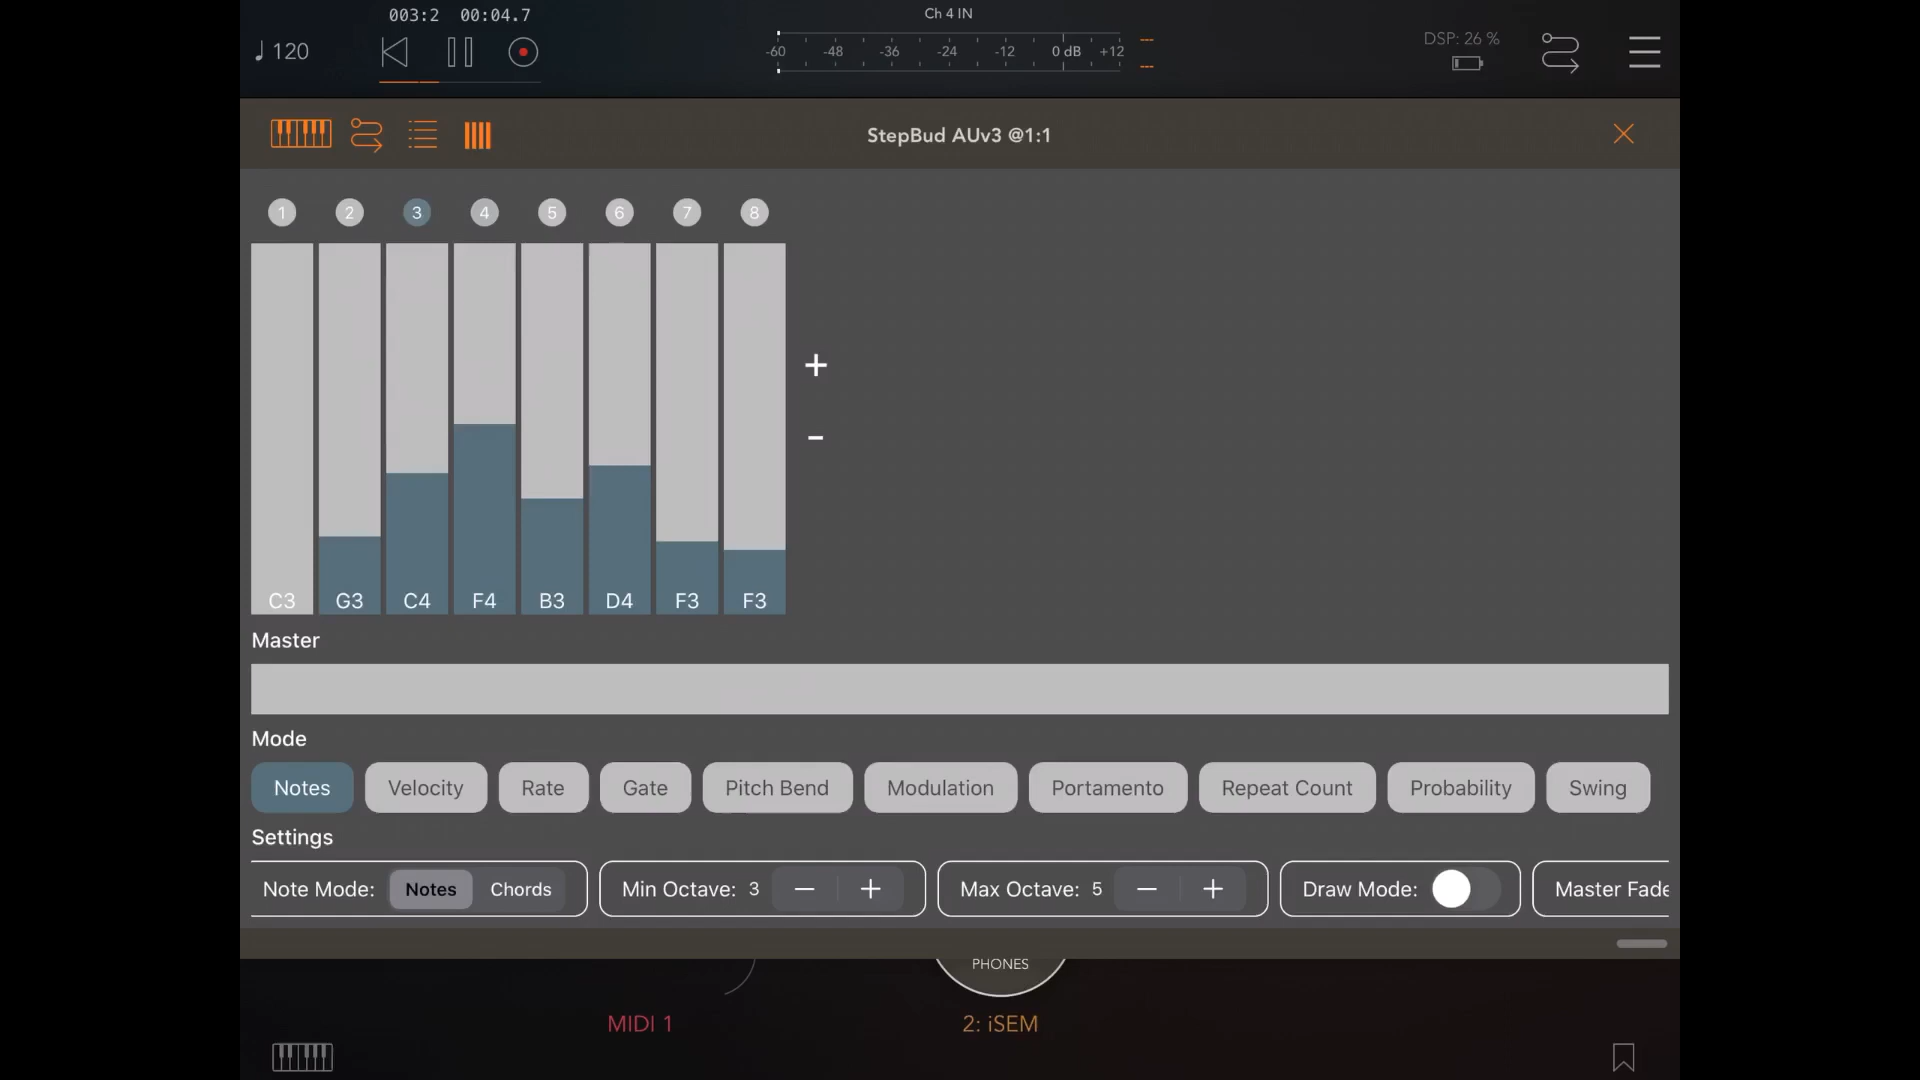 003:2 00:04.7
Ch 4 IN
♩ 120
-60 -48 -36 -24 -12 0 dB +12
DSP: 26 %
StepBud AUv3 @1:1
1 2 3 4 5 6 7 8
+
-
C3 G3 C4 F4 B3 D4 F3 F3
Master
Mode
Notes Velocity Rate Gate Pitch Bend Modulation Portamento Repeat Count Probability Swing
Settings
Note Mode: Notes Chords Min Octave: 3 − + Max Octave: 5 − + Draw Mode: Master Fade
PHONES
MIDI 1 2: iSEM